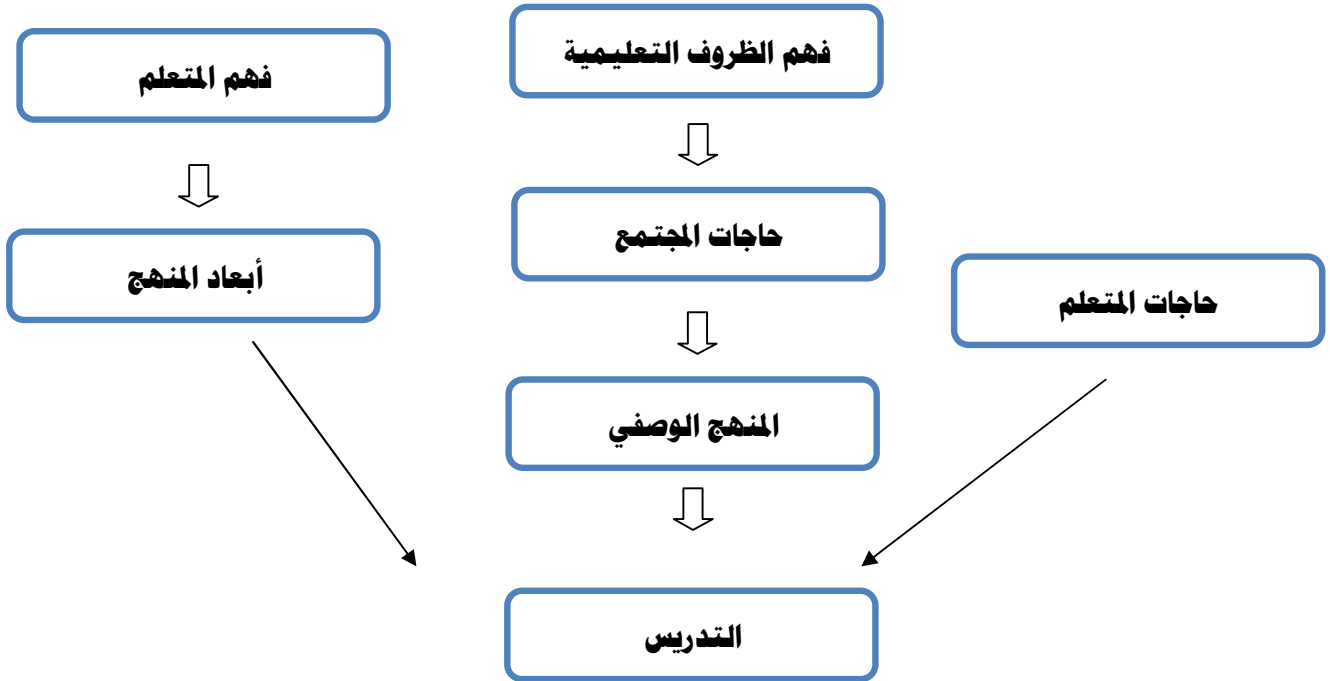 فهم الظروف التعليمية
فهم المتعلم
حاجات المجتمع
أبعاد المنهج
حاجات المتعلم
المنهج الوصفي
التدريس